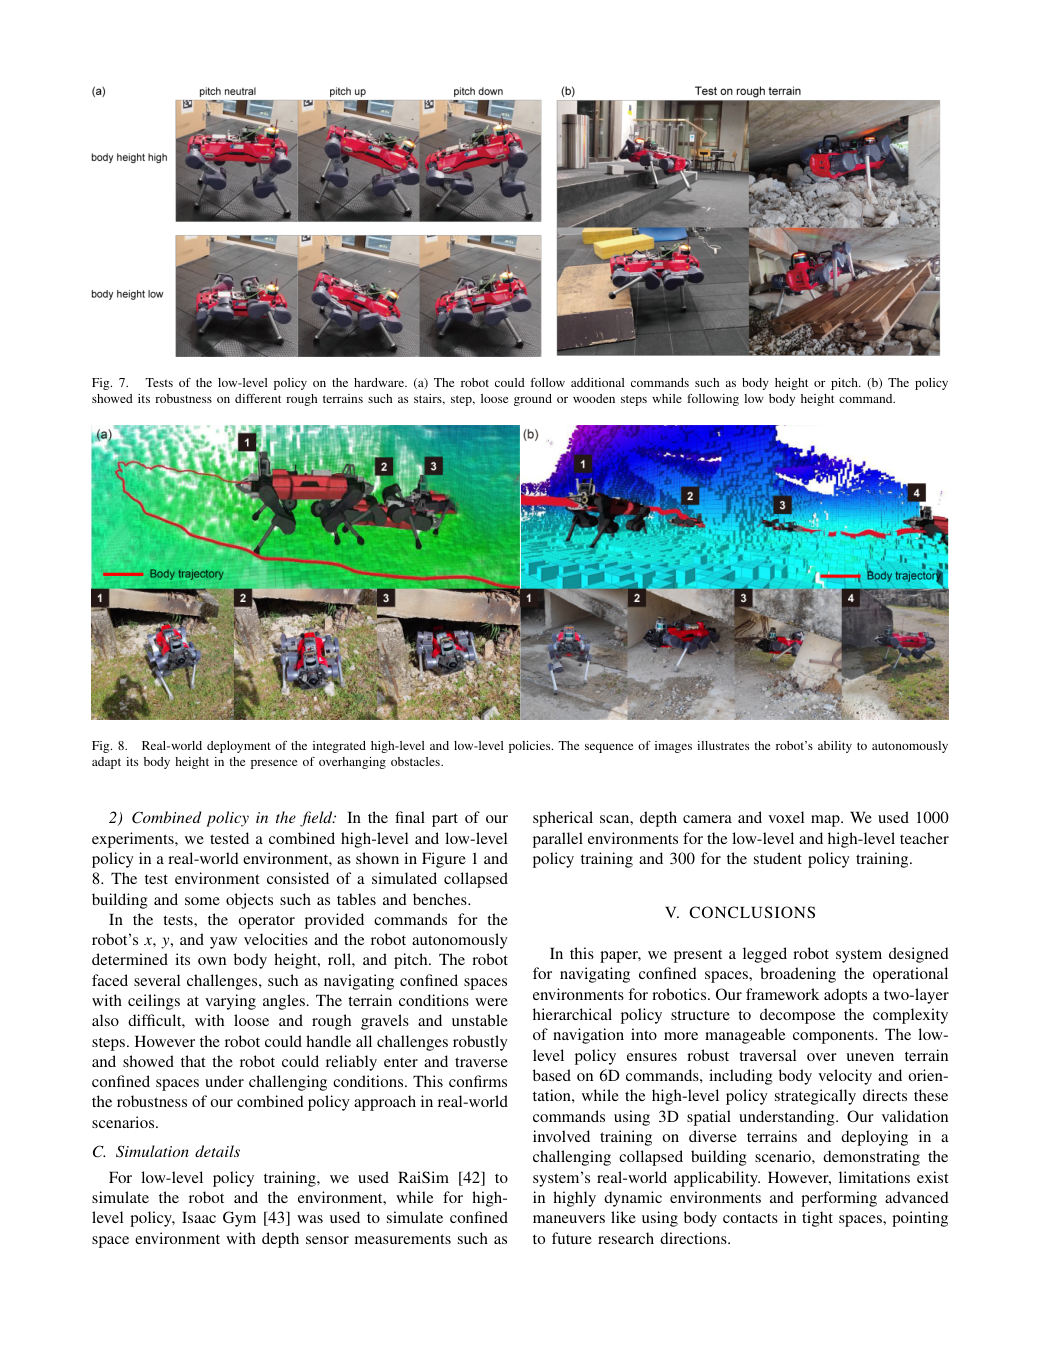 (a)
pitch neutral
pitch up
pitch down
(b)
Test on rough terrain
body height high
body height low
Fig. 7. Tests of the low-level policy on the hardware. (a) The robot could follow additional commands such as body height or pitch. (b) The policy
showed its robustness on different rough terrains such as stairs, step, loose ground or wooden steps while following low body height command.
(a)
1
2
3
Body trajectory
(b)
1
2
3
4
Body trajectory
1
2
3
1
2
3
4
Fig. 8. Real-world deployment of the integrated high-level and low-level policies. The sequence of images illustrates the robot's ability to autonomously
adapt its body height in the presence of overhanging obstacles.
2) Combined policy in the field: In the final part of our
experiments, we tested a combined high-level and low-level
policy in a real-world environment, as shown in Figure 1 and
8. The test environment consisted of a simulated collapsed
building and some objects such as tables and benches.
In the tests, the operator provided commands for the
robot's x, y, and yaw velocities and the robot autonomously
determined its own body height, roll, and pitch. The robot
faced several challenges, such as navigating confined spaces
with ceilings at varying angles. The terrain conditions were
also difficult, with loose and rough gravels and unstable
steps. However the robot could handle all challenges robustly
and showed that the robot could reliably enter and traverse
confined spaces under challenging conditions. This confirms
the robustness of our combined policy approach in real-world
scenarios.
C. Simulation details
For low-level policy training, we used RaiSim [42] to
simulate the robot and the environment, while for high-
level policy, Isaac Gym [43] was used to simulate confined
space environment with depth sensor measurements such as
spherical scan, depth camera and voxel map. We used 1000
parallel environments for the low-level and high-level teacher
policy training and 300 for the student policy training.
V. CONCLUSIONS
In this paper, we present a legged robot system designed
for navigating confined spaces, broadening the operational
environments for robotics. Our framework adopts a two-layer
hierarchical policy structure to decompose the complexity
of navigation into more manageable components. The low-
level policy ensures robust traversal over uneven terrain
based on 6D commands, including body velocity and orien-
tation, while the high-level policy strategically directs these
commands using 3D spatial understanding. Our validation
involved training on diverse terrains and deploying in a
challenging collapsed building scenario, demonstrating the
system's real-world applicability. However, limitations exist
in highly dynamic environments and performing advanced
maneuvers like using body contacts in tight spaces, pointing
to future research directions.